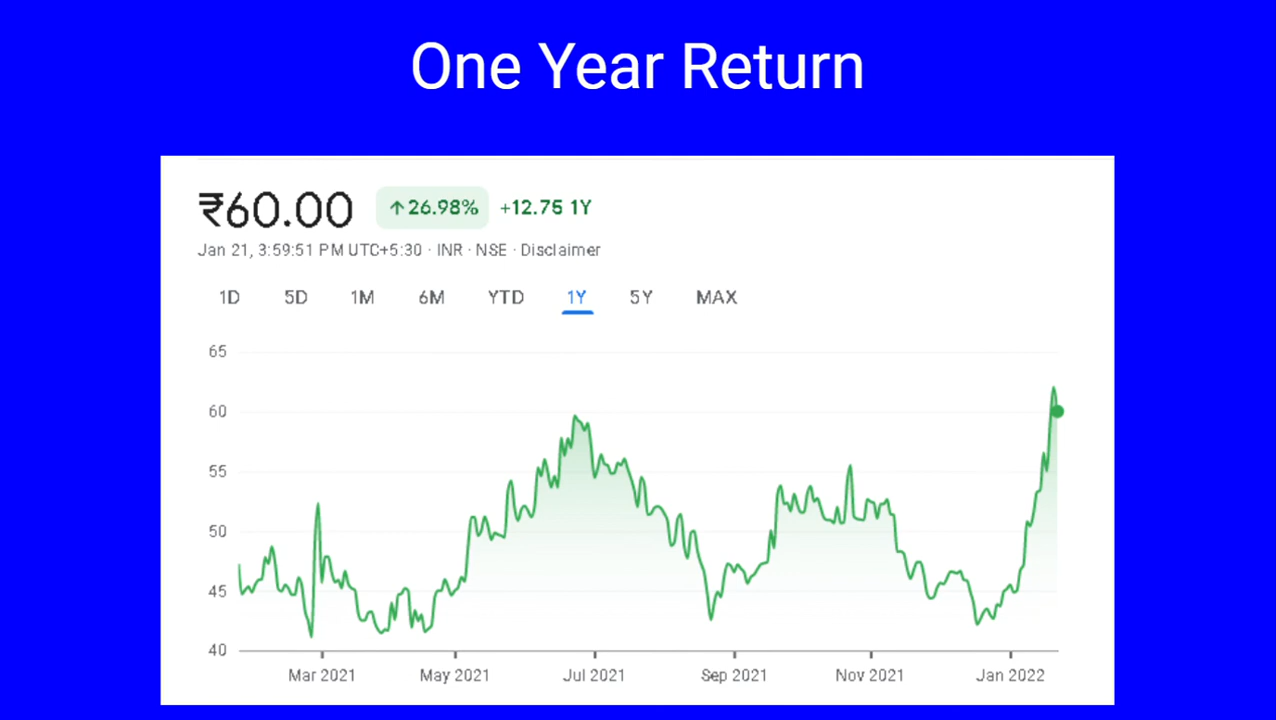 One Year Return
₹60.00 ↑26.98% +12.75 1Y
Jan 21, 3:59:51 PM UTC+5:30 · INR · NSE · Disclaimer
1D 5D 1M 6M YTD 1Y 5Y MAX
65
60
55
50
45
40
Mar 2021 May 2021 Jul 2021 Sep 2021 Nov 2021 Jan 2022